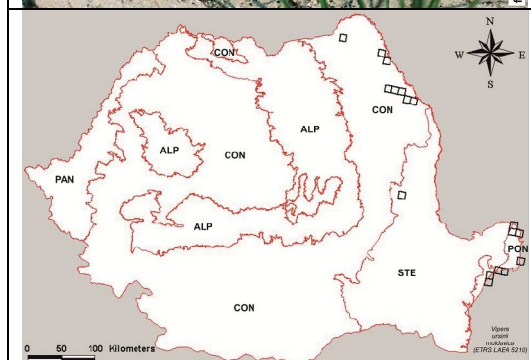 N
W E
S
CON
CON
ALP
ALP
CON
PAN
ALP
PON
STE
CON
Vipera
ursinii
moldavica
(ETRS LAEA 5210)
0 50 100 Kilometers